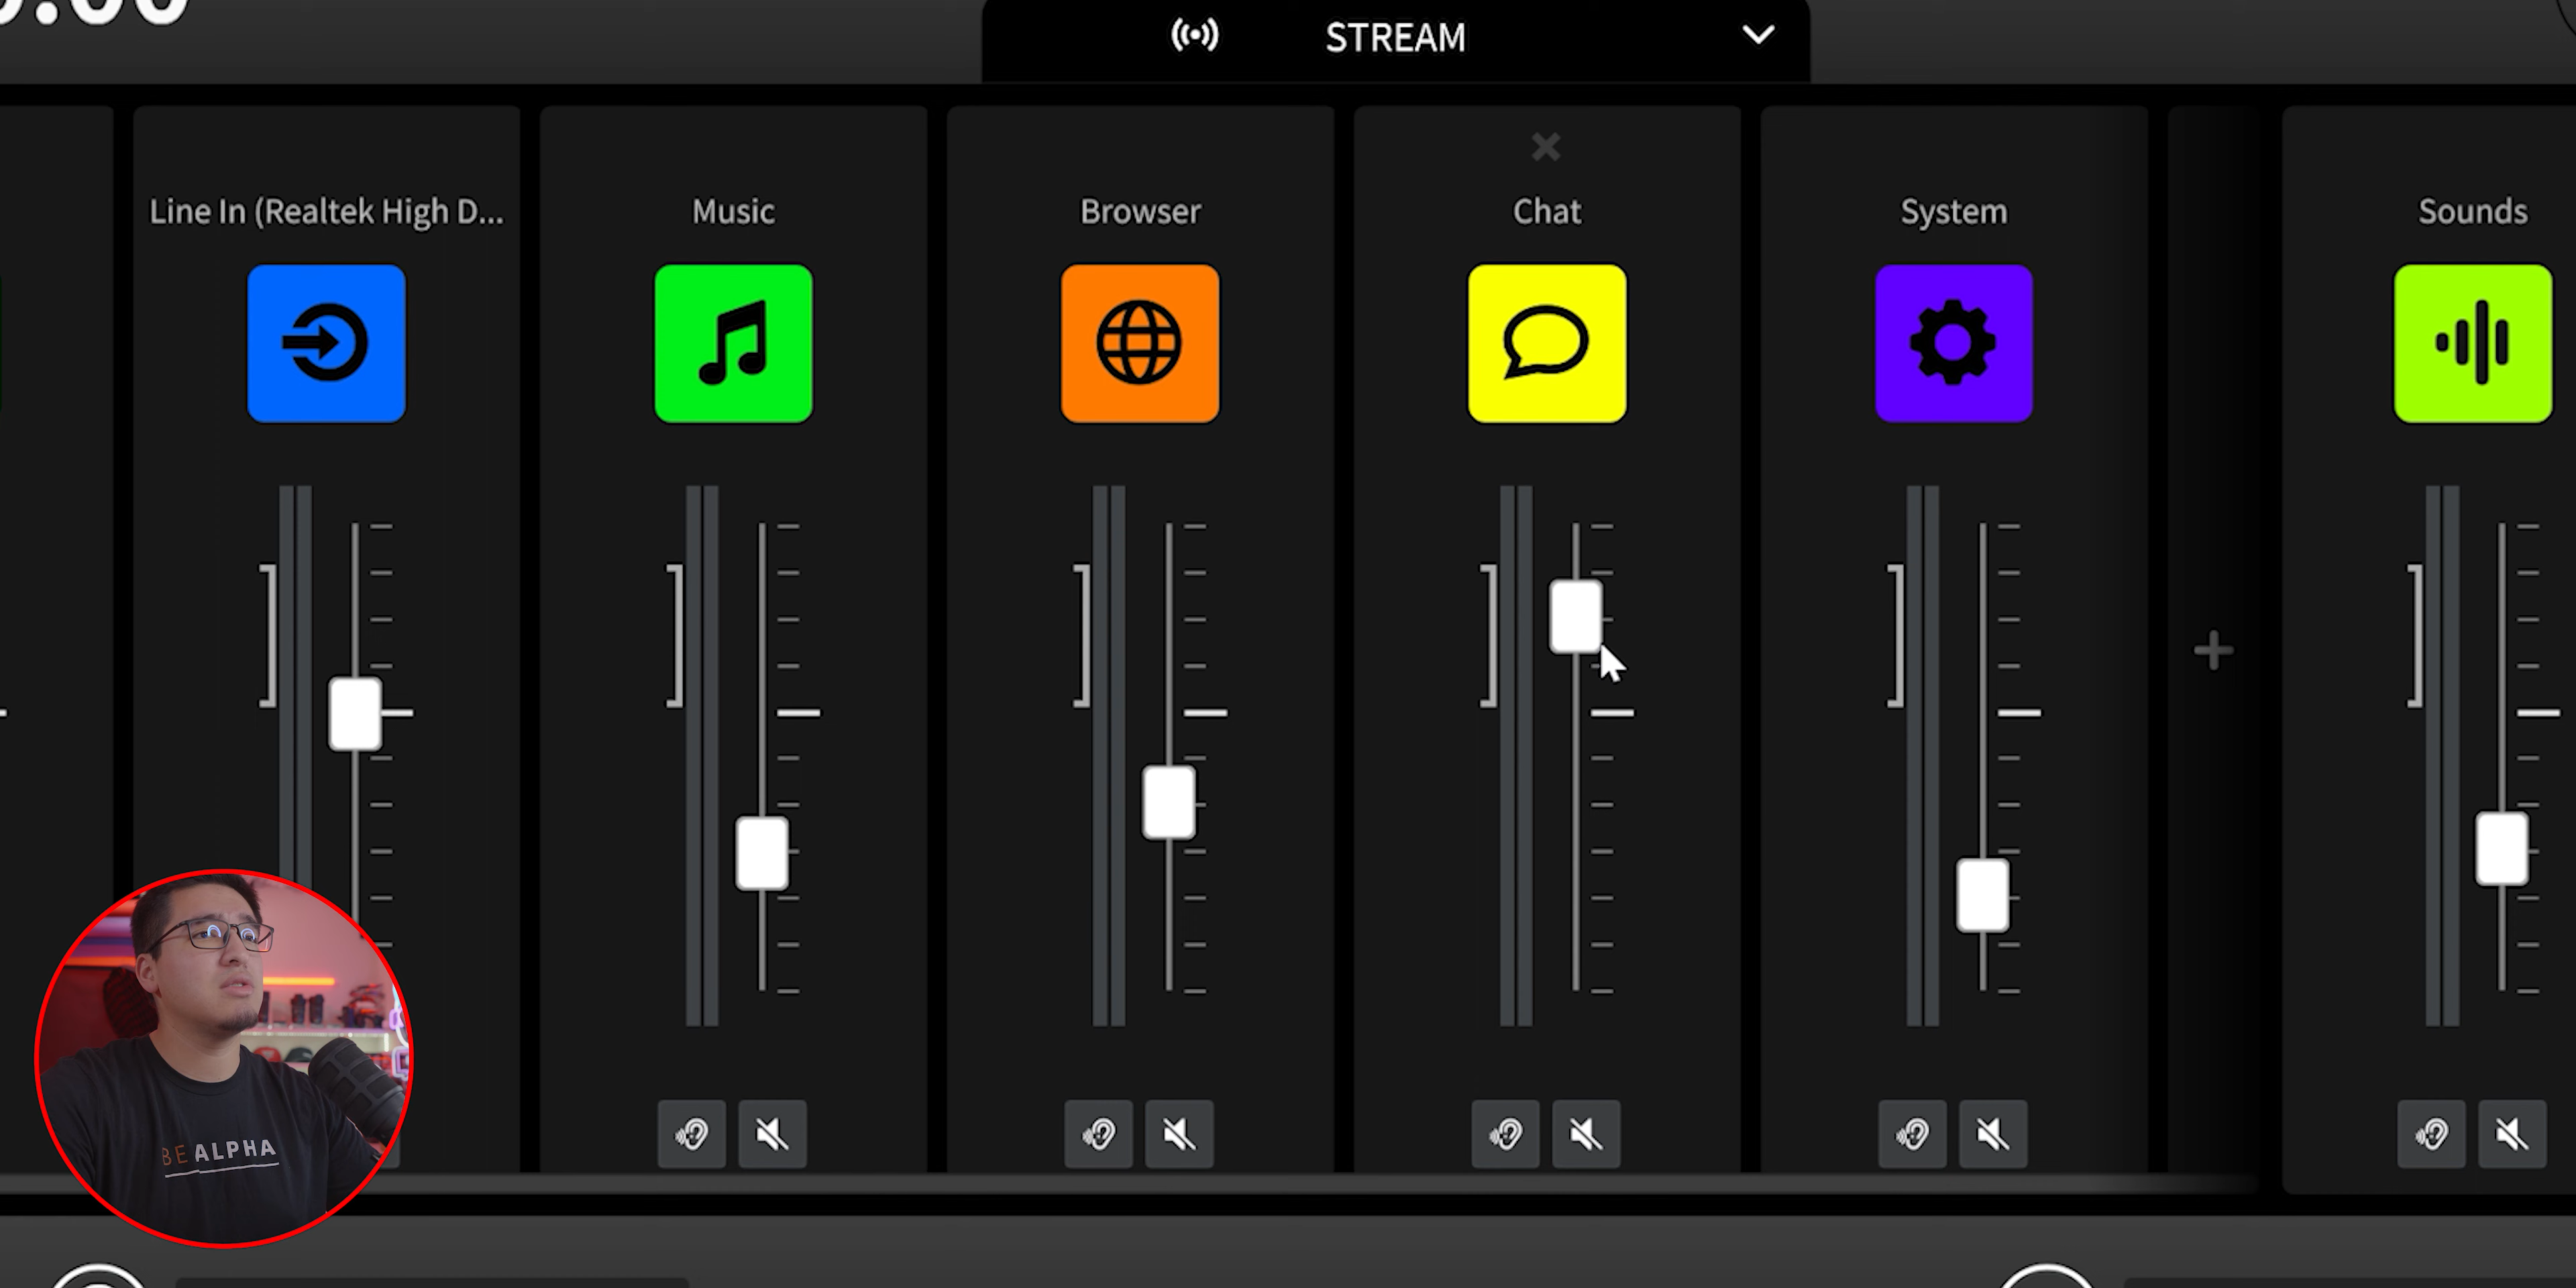 STREAM
Line In (Realtek High D...
Music
Browser
Chat
System
Sounds
BE ALPHA